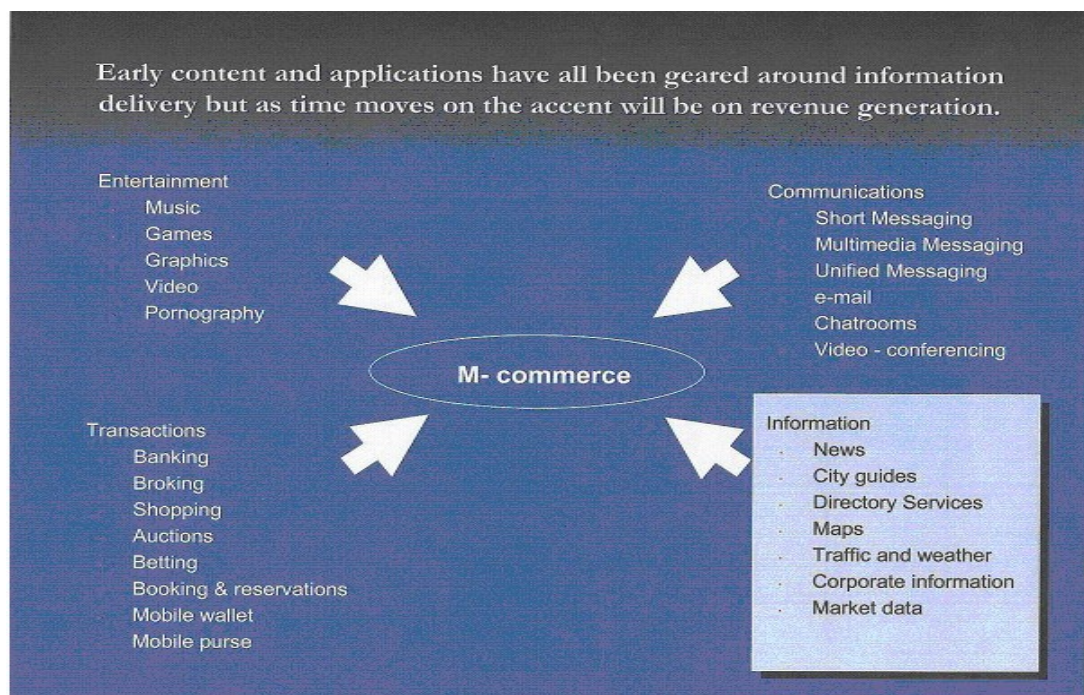 Early content and applications have all been geared around information
delivery but as time moves on the accent will be on revenue generation.
Entertainment
Music
Games
Graphics
Video
Pornography
Communications
Short Messaging
Multimedia Messaging
Unified Messaging
e-mail
Chatrooms
Video - conferencing
M- commerce
Transactions
Banking
Broking
Shopping
Auctions
Betting
Booking & reservations
Mobile wallet
Mobile purse
Information
News
City guides
Directory Services
Maps
Traffic and weather
Corporate information
Market data